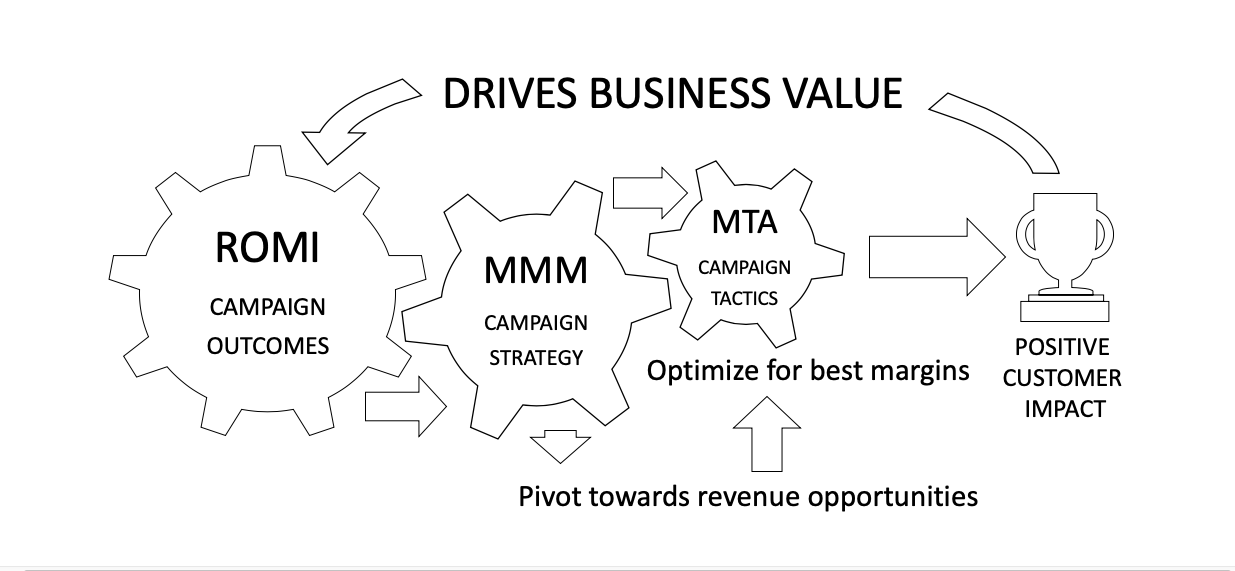 DRIVES BUSINESS VALUE
ROMI
CAMPAIGN
OUTCOMES
MMM
CAMPAIGN
STRATEGY
MTA
CAMPAIGN
TACTICS
Optimize for best margins
POSITIVE
CUSTOMER
IMPACT
Pivot towards revenue opportunities